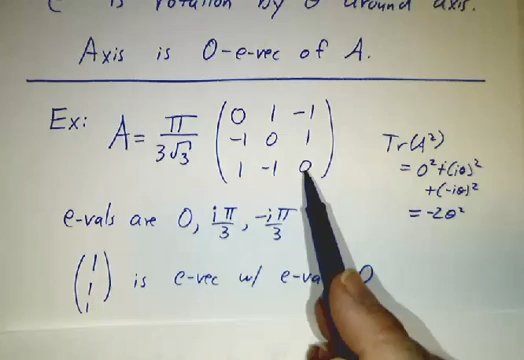 is rotation by θ around axis.
Axis is 0-e-vec of A.
Ex: A = π/(3√3) ( 0 1 -1
-1 0 1
1 -1 0 )
Tr(A²)
= 0² + (iθ)²
+ (-iθ)²
= -2θ²
e-vals are 0, iπ/3, -iπ/3
( 1 1 1 ) is e-vec w/ e-va 0